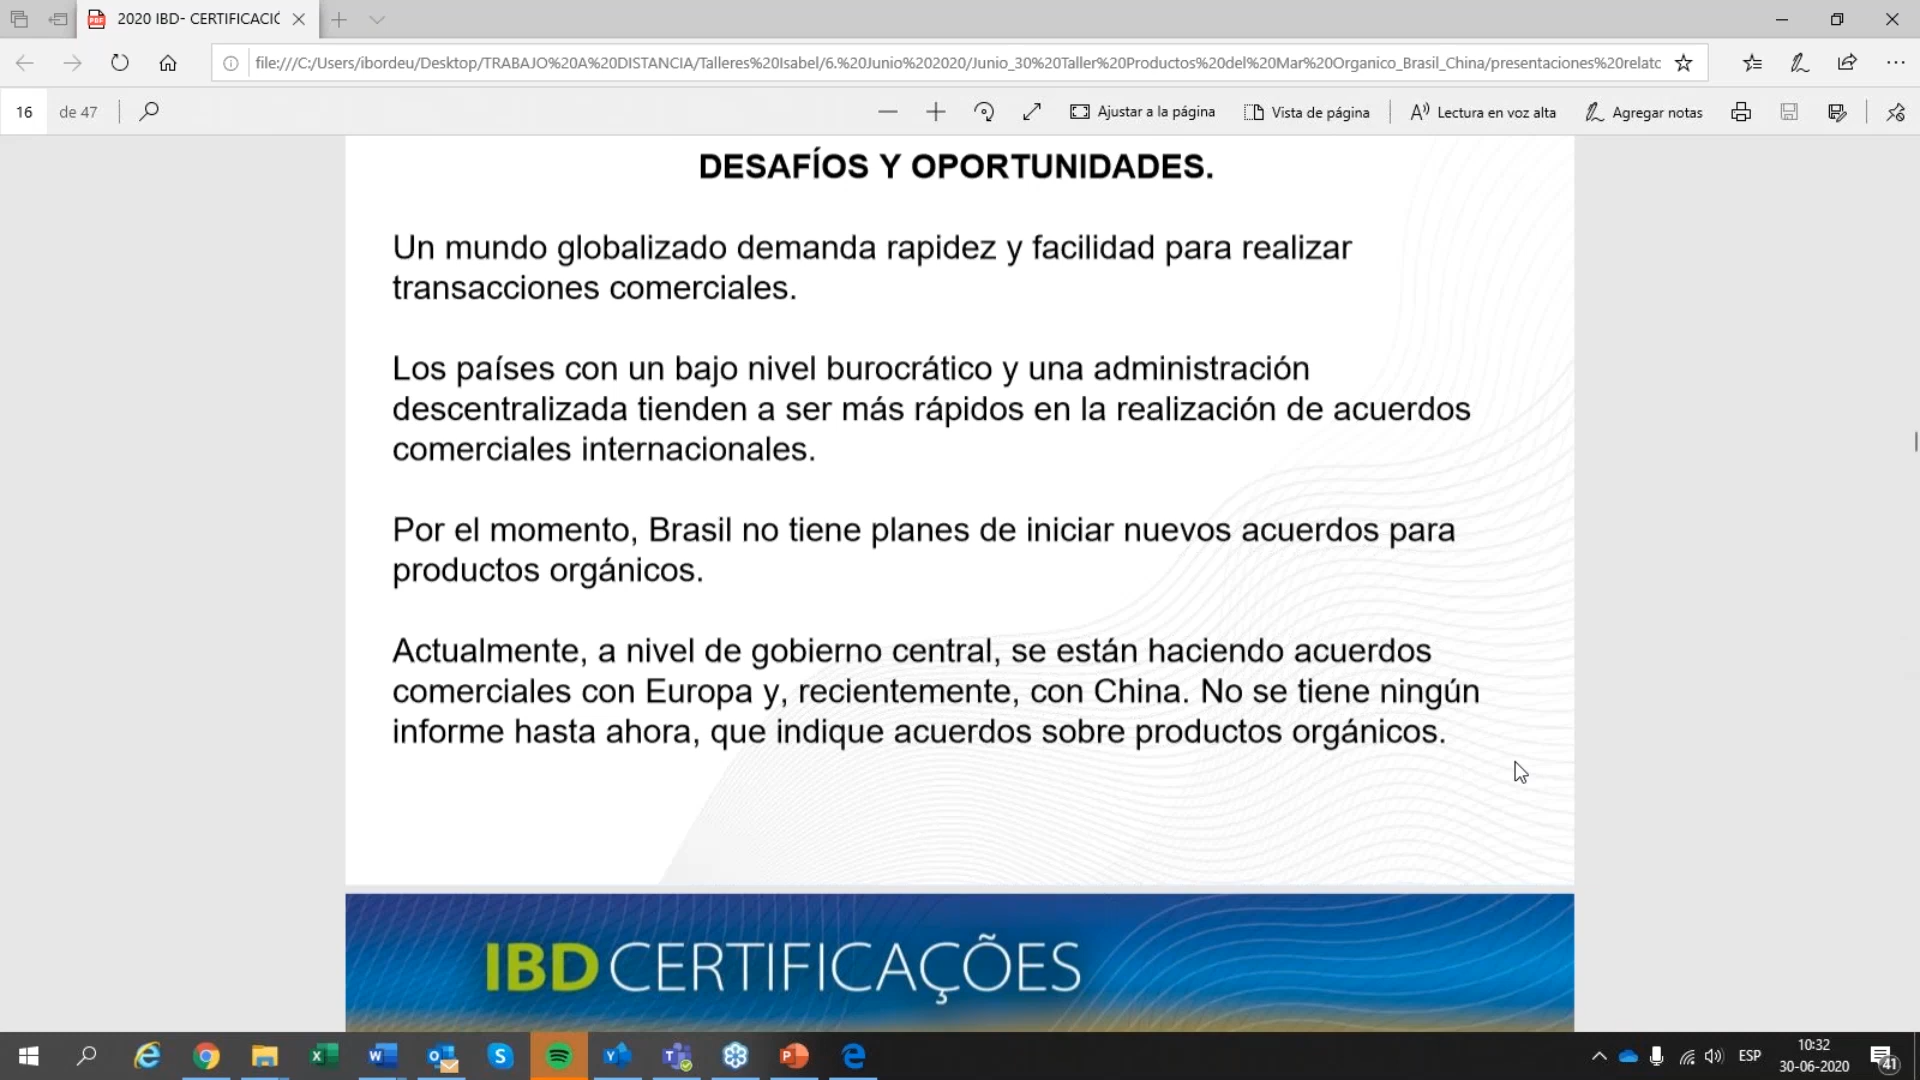 2020 IBD- CERTIFICACIÓ
file:///C:/Users/ibordeu/Desktop/TRABAJO%20A%20DISTANCIA/Talleres%20Isabel/6.%20Junio%202020/Junio_30%20Taller%20Productos%20del%20Mar%20Organico_Brasil_China/presentaciones%20relatc
16 de 47 Ajustar a la página Vista de página Lectura en voz alta Agregar notas
DESAFÍOS Y OPORTUNIDADES.
Un mundo globalizado demanda rapidez y facilidad para realizar
transacciones comerciales.
Los países con un bajo nivel burocrático y una administración
descentralizada tienden a ser más rápidos en la realización de acuerdos
comerciales internacionales.
Por el momento, Brasil no tiene planes de iniciar nuevos acuerdos para
productos orgánicos.
Actualmente, a nivel de gobierno central, se están haciendo acuerdos
comerciales con Europa y, recientemente, con China. No se tiene ningún
informe hasta ahora, que indique acuerdos sobre productos orgánicos.
IBD CERTIFICAÇÕES
ESP
10:32
30-06-2020
41